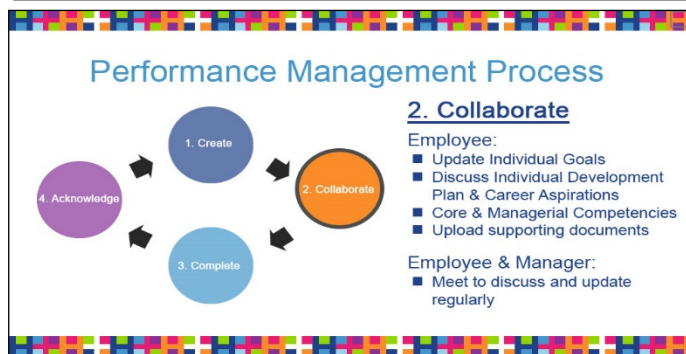 Performance Management Process
1. Create
2. Collaborate
3. Complete
4. Acknowledge
2. Collaborate
Employee:
■ Update Individual Goals
■ Discuss Individual Development
Plan & Career Aspirations
■ Core & Managerial Competencies
■ Upload supporting documents
Employee & Manager:
■ Meet to discuss and update
regularly